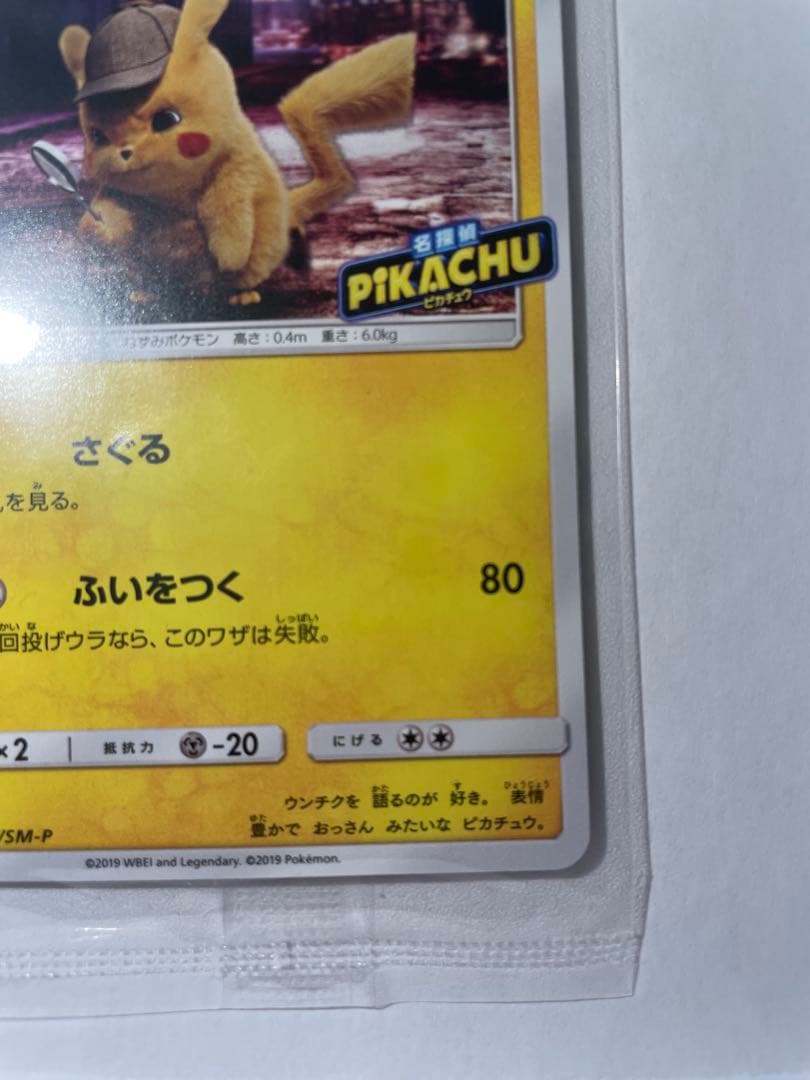 名探偵
PiKACHU
ピカチュウ
ねずみポケモン 高さ:0.4m 重さ:6.0kg
さぐる
を見る。
ふいをつく 80
回投げウラなら、このワザは失敗。
×2 抵抗力 -20 にげる
ウンチクを 語るのが 好き。 表情
豊かで おっさん みたいな ピカチュウ。
/SM-P
©2019 WBEI and Legendary. ©2019 Pokémon.